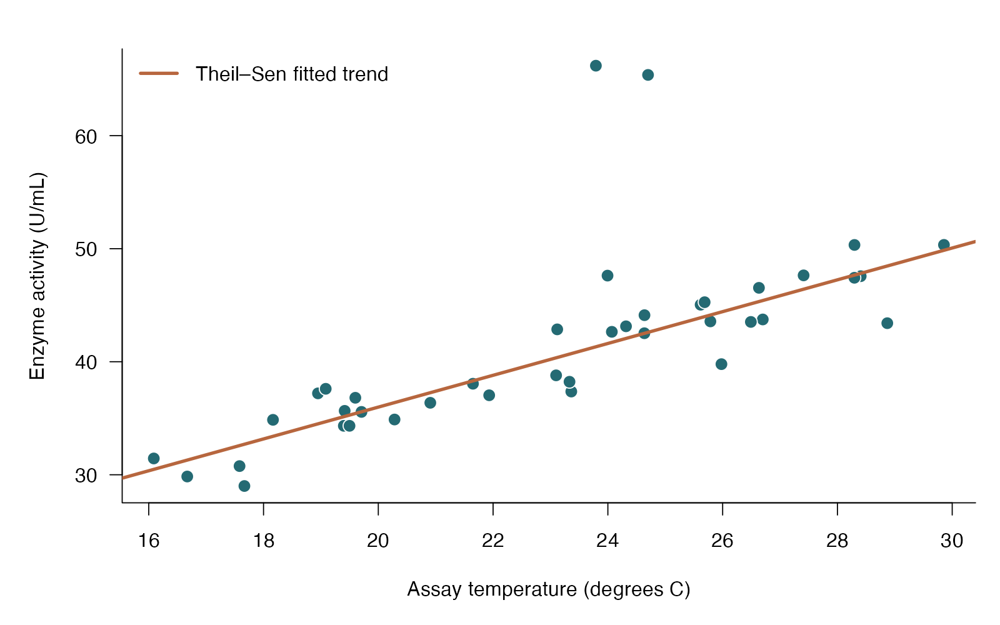 Theil–Sen fitted trend
60
50
40
30
Enzyme activity (U/mL)
16 18 20 22 24 26 28 30
Assay temperature (degrees C)